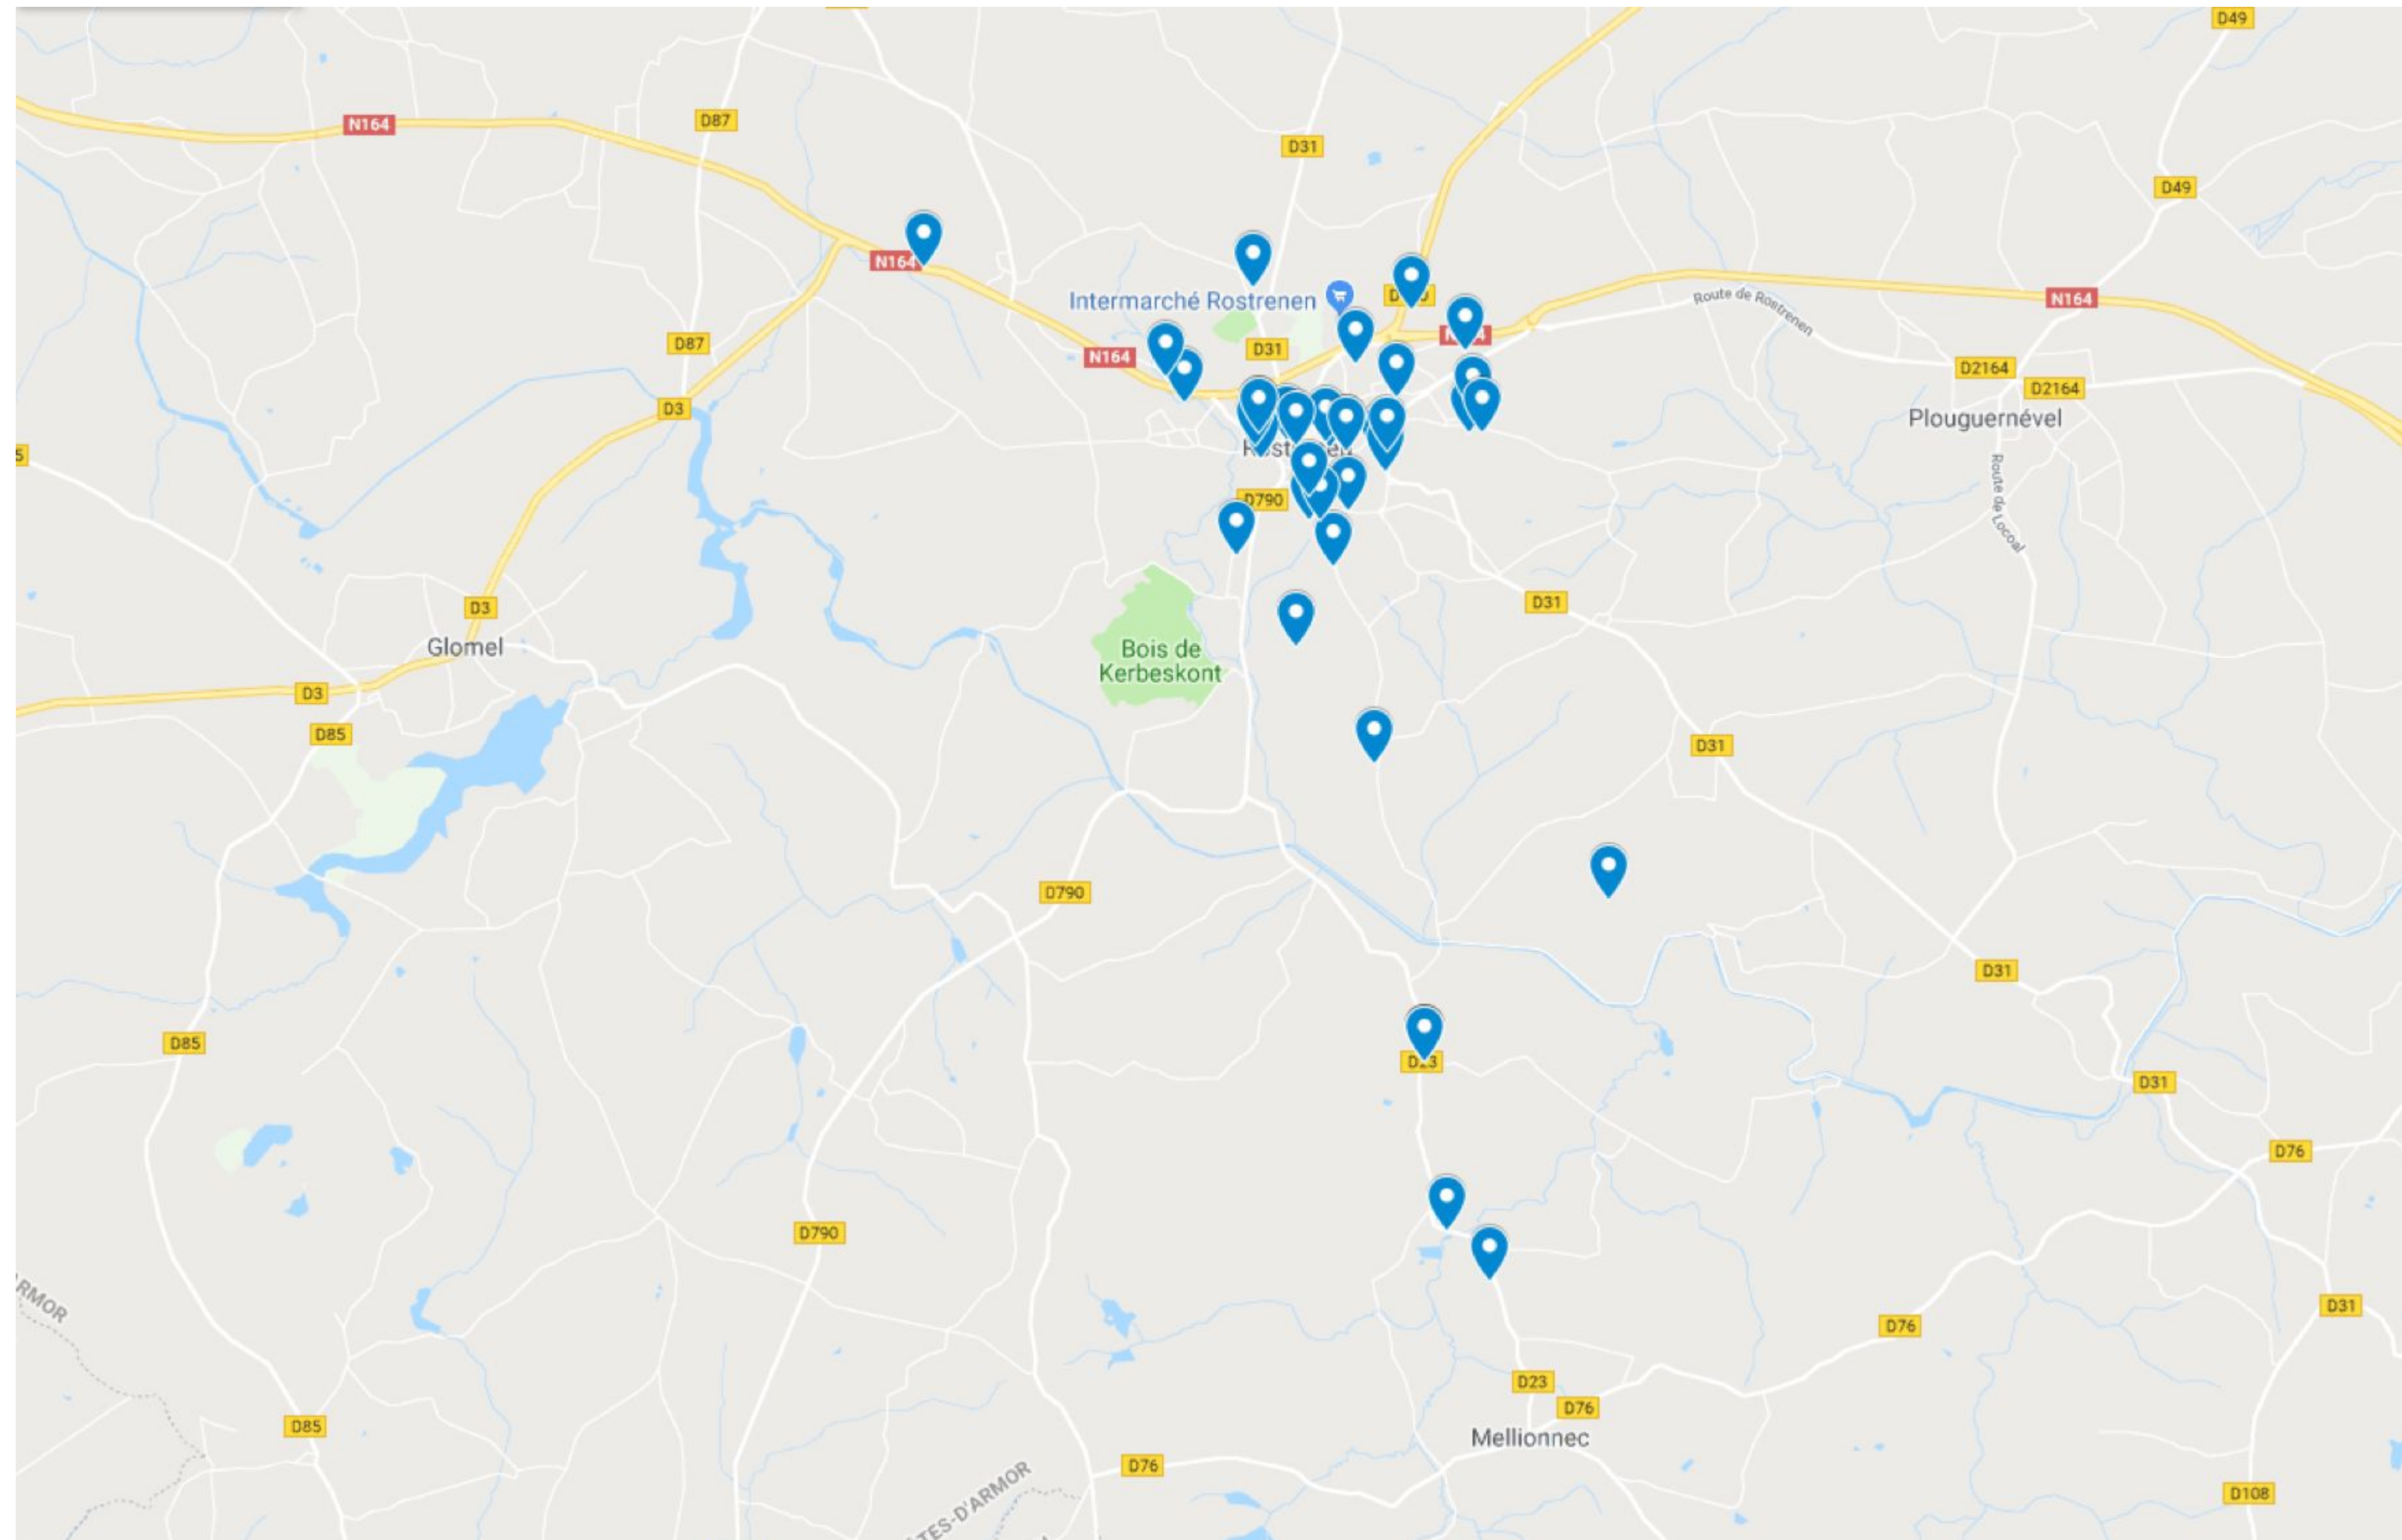 D49
N164
D87
D31
D49
N164
Intermarché Rostrenen
Route de Rostrenen
N164
D87
D31
N164
D2164
D2164
D3
Plouguernével
D790
Route de Locoal
D3
D31
Glomel
Bois de
Kerbeskont
D3
D85
D31
D790
D31
D85
D31
D76
D790
D31
D76
D23
D76
D85
Mellionnec
D76
D108